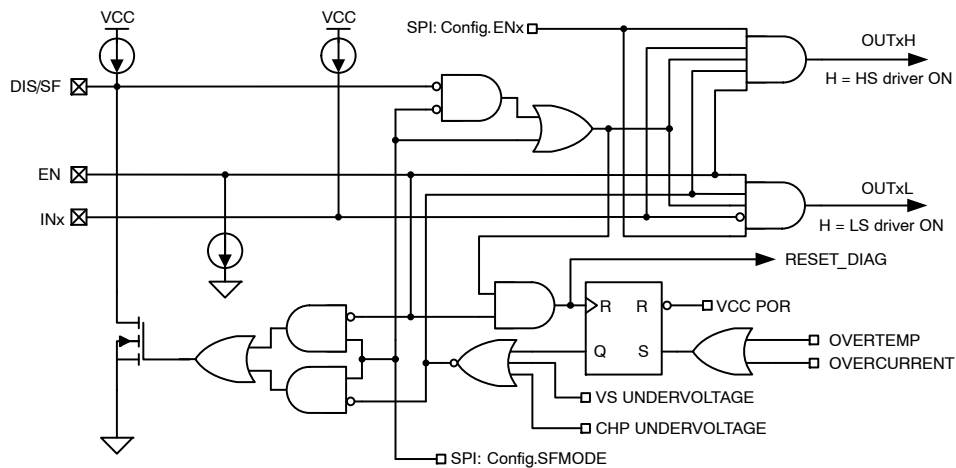 VCC
VCC
SPI: Config.ENx
OUTxH
H = HS driver ON
DIS/SF
EN
INx
OUTxL
H = LS driver ON
RESET_DIAG
R
R
VCC POR
Q
S
OVERTEMP
OVERCURRENT
VS UNDERVOLTAGE
CHP UNDERVOLTAGE
SPI: Config.SFMODE